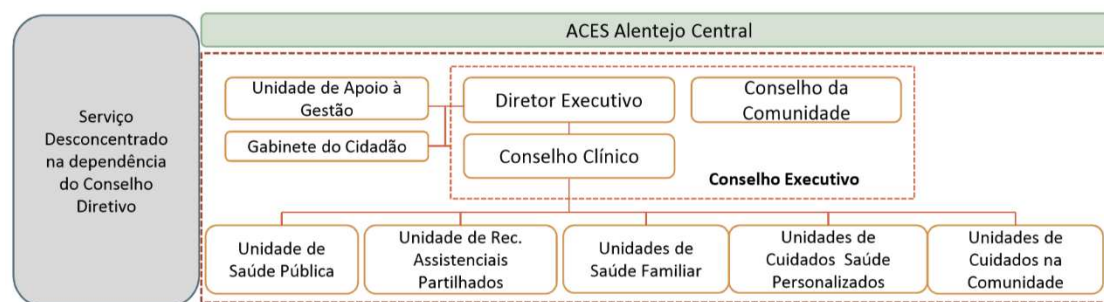 ACES Alentejo Central
Serviço
Desconcentrado
na dependência
do Conselho
Diretivo
Unidade de Apoio à
Gestão
Gabinete do Cidadão
Diretor Executivo
Conselho Clínico
Conselho da
Comunidade
Conselho Executivo
Unidade de
Saúde Pública
Unidade de Rec.
Assistenciais
Partilhados
Unidades de
Saúde Familiar
Unidades de
Cuidados Saúde
Personalizados
Unidades de
Cuidados na
Comunidade